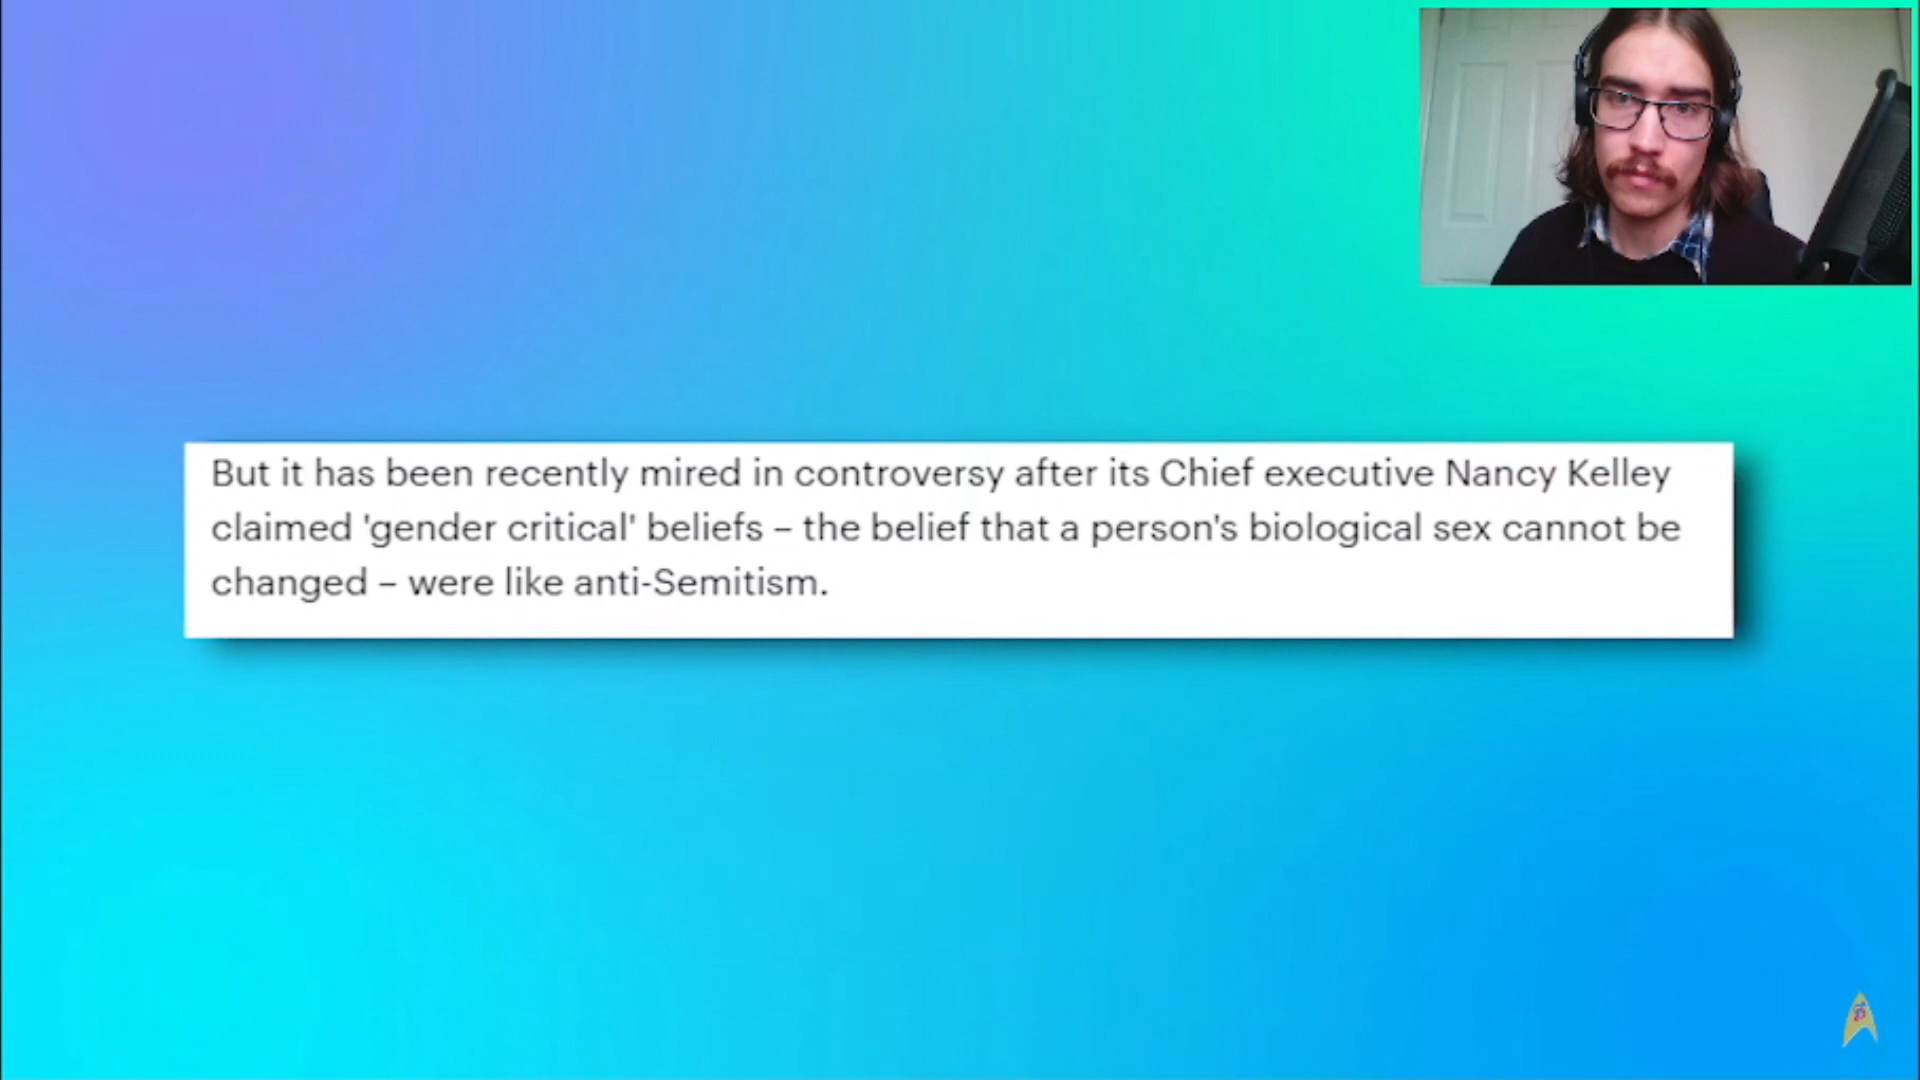 But it has been recently mired in controversy after its Chief executive Nancy Kelley
claimed 'gender critical' beliefs – the belief that a person's biological sex cannot be
changed – were like anti-Semitism.